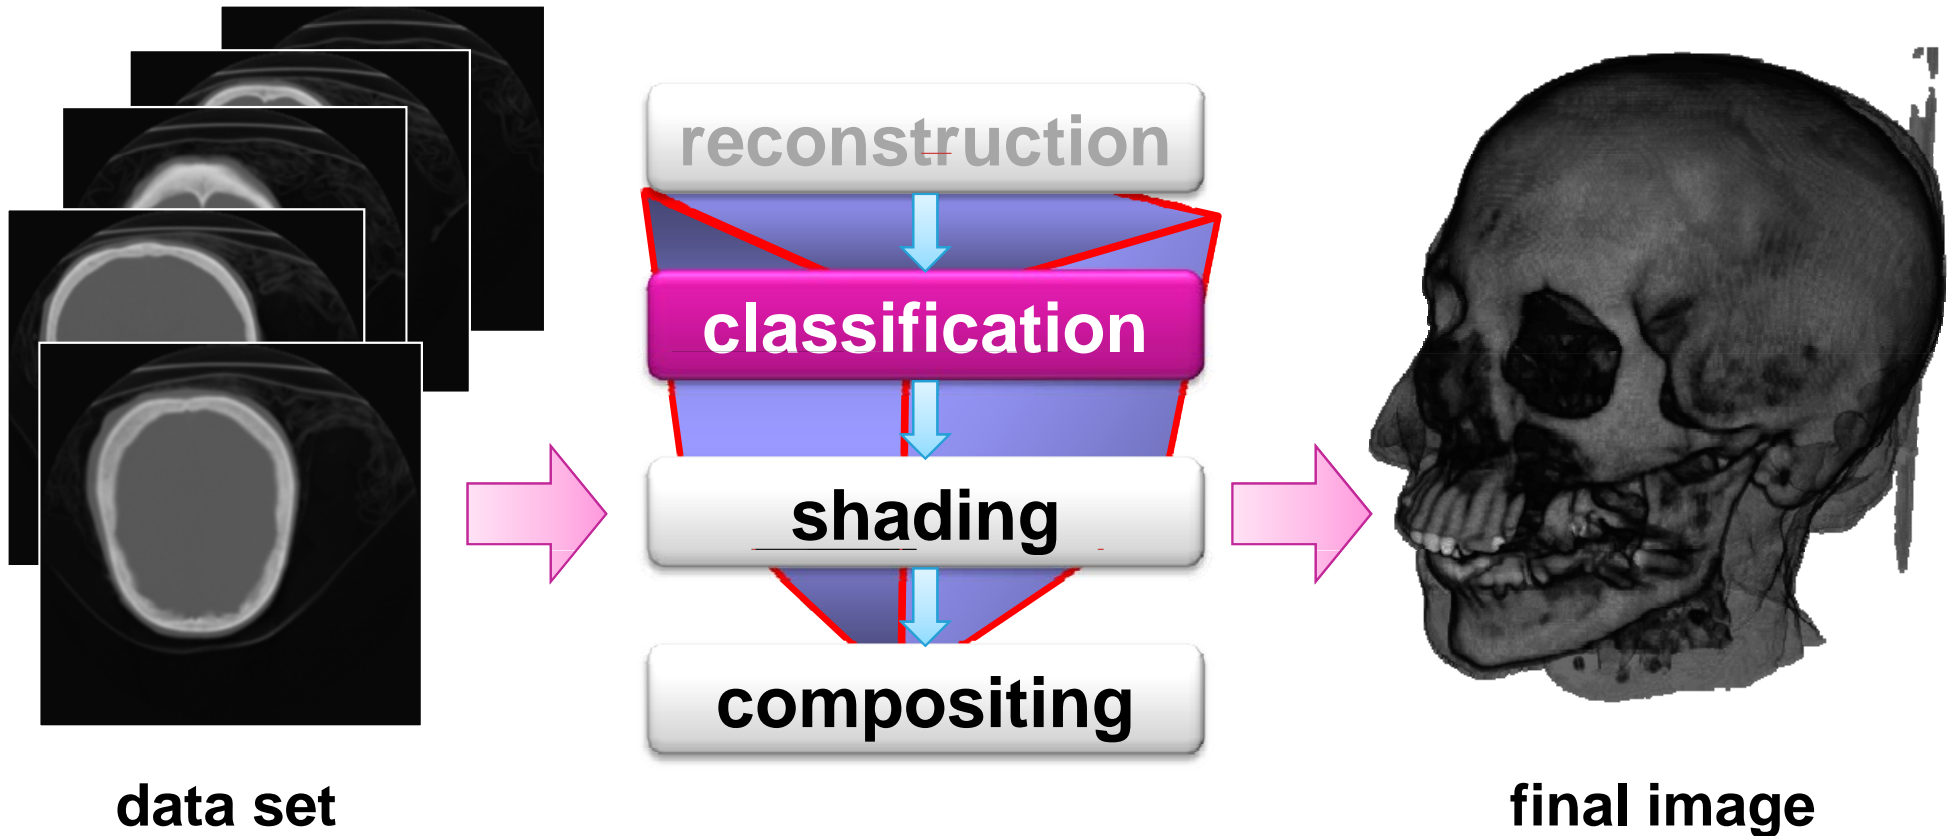 reconstruction
classification
shading
compositing
data set
final image